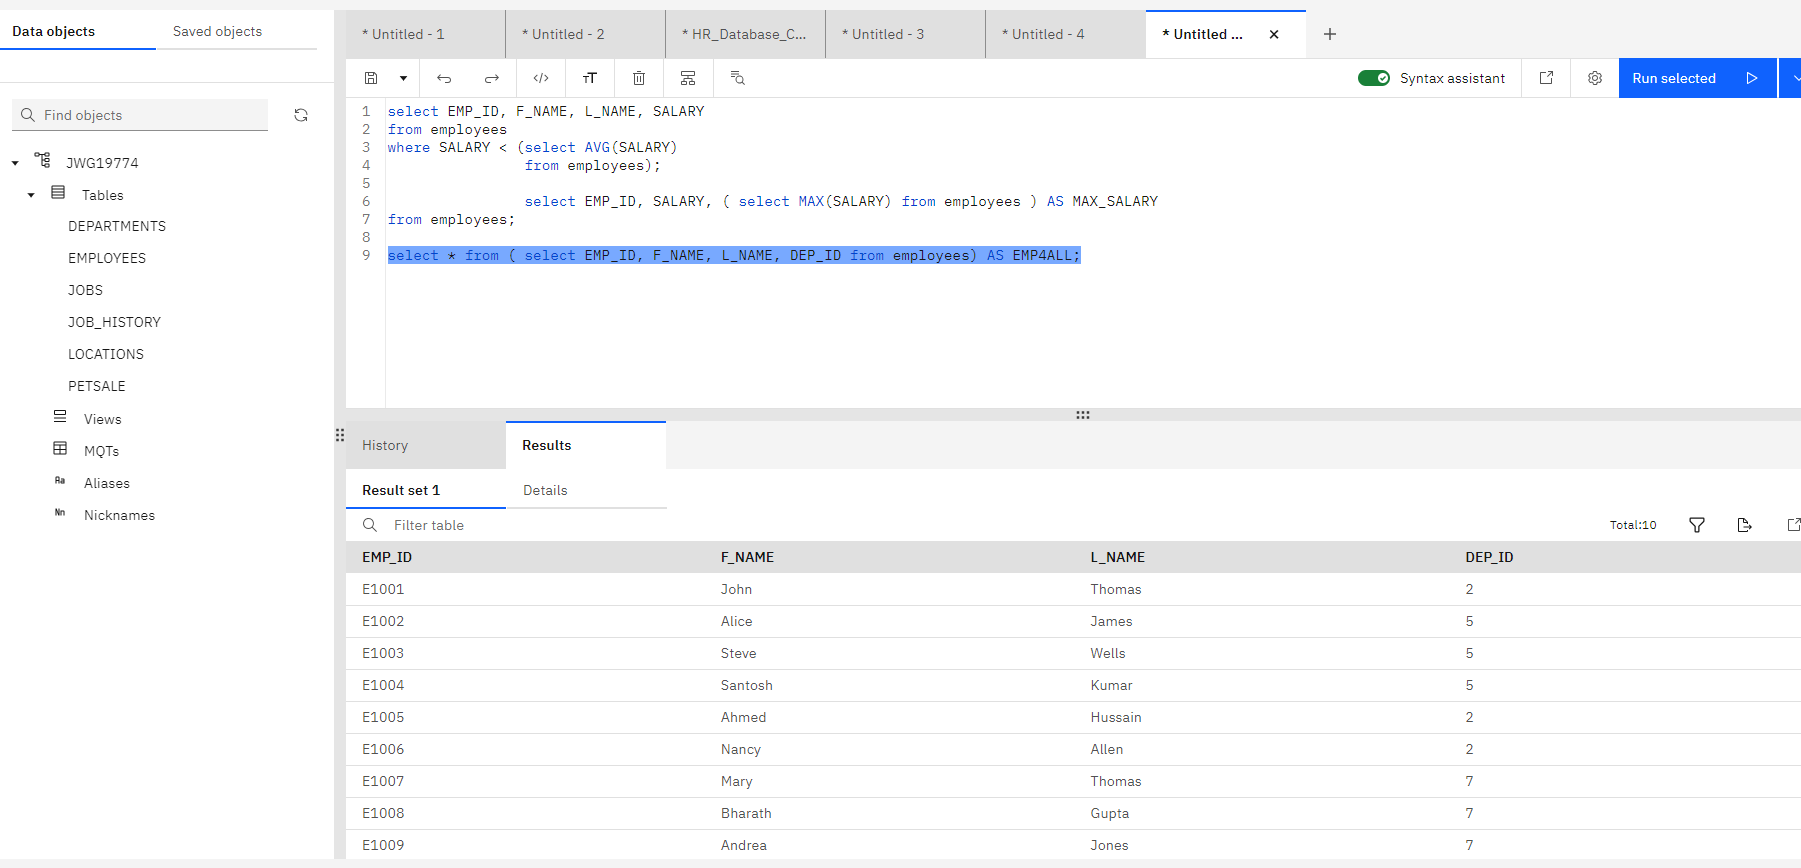 Data objects
Saved objects
Find objects
JWG19774
Tables
DEPARTMENTS
EMPLOYEES
JOBS
JOB_HISTORY
LOCATIONS
PETSALE
Views
MQTs
Aa Aliases
Nn Nicknames
* Untitled - 1
* Untitled - 2
* HR_Database_C...
* Untitled - 3
* Untitled - 4
* Untitled ...
Syntax assistant
Run selected
1 select EMP_ID, F_NAME, L_NAME, SALARY
2 from employees
3 where SALARY < (select AVG(SALARY)
4 from employees);
5
6 select EMP_ID, SALARY, ( select MAX(SALARY) from employees ) AS MAX_SALARY
7 from employees;
8
9 select * from ( select EMP_ID, F_NAME, L_NAME, DEP_ID from employees) AS EMP4ALL;
History
Results
Result set 1
Details
Filter table
Total:10
EMP_ID F_NAME L_NAME DEP_ID
E1001 John Thomas 2
E1002 Alice James 5
E1003 Steve Wells 5
E1004 Santosh Kumar 5
E1005 Ahmed Hussain 2
E1006 Nancy Allen 2
E1007 Mary Thomas 7
E1008 Bharath Gupta 7
E1009 Andrea Jones 7